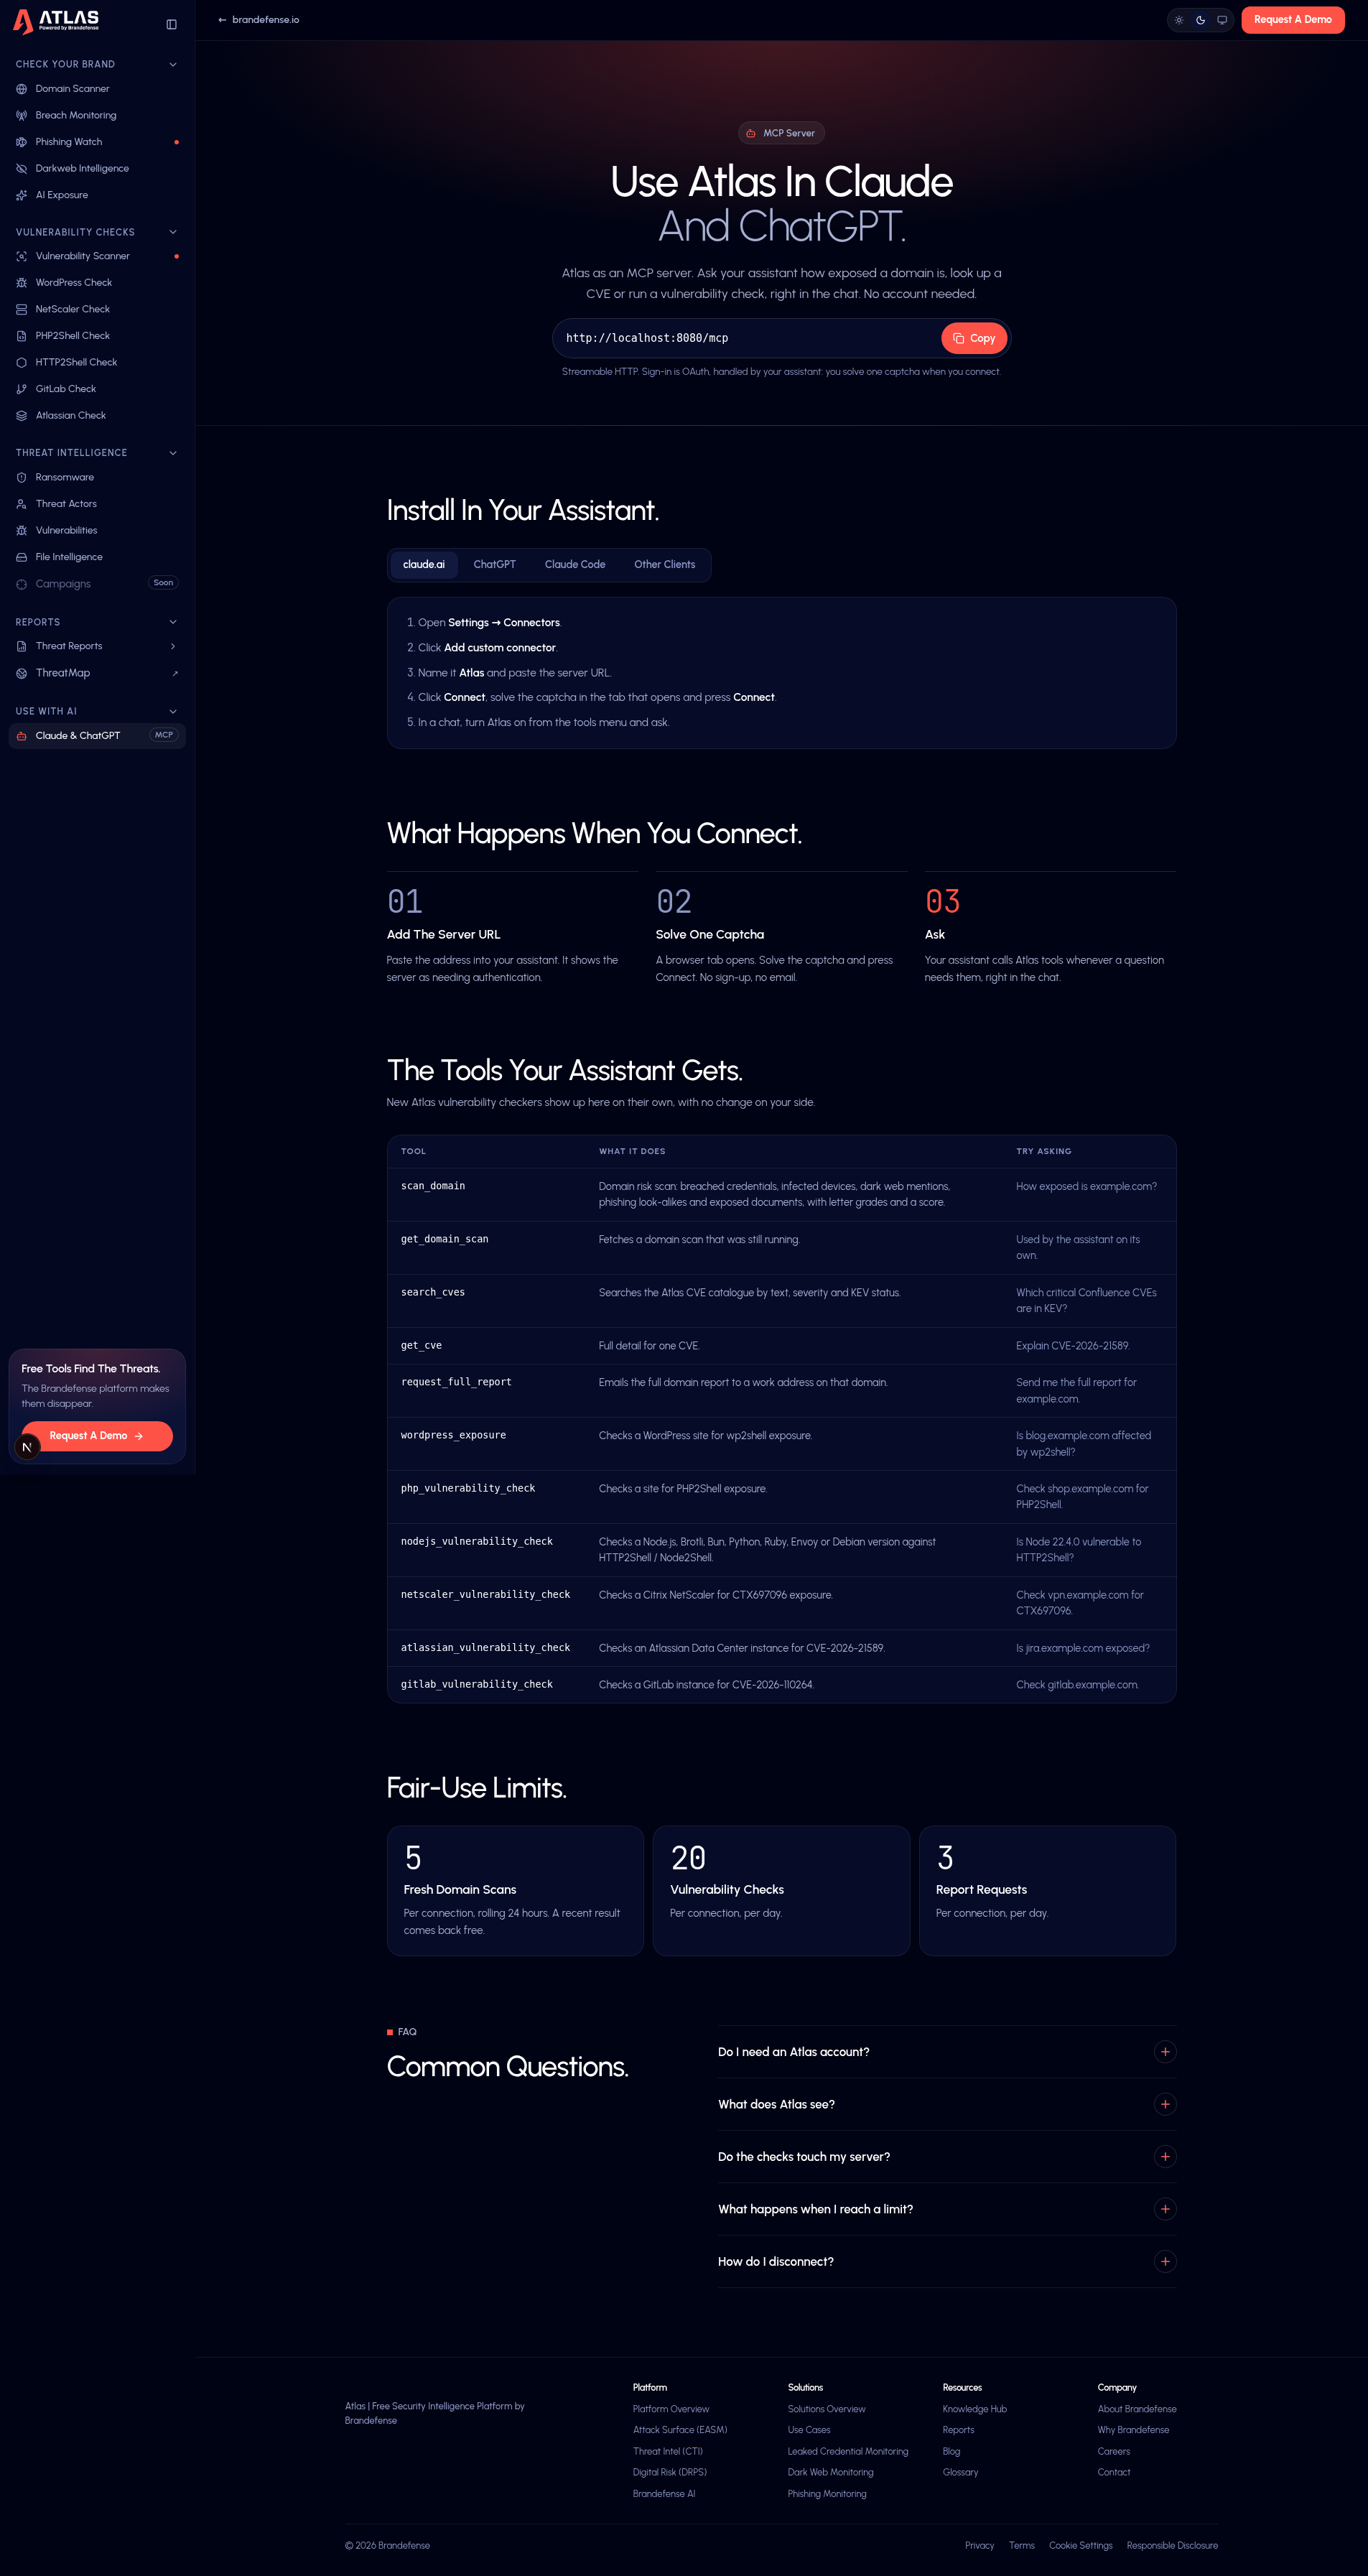 ATLAS
Powered by Brandefense
CHECK YOUR BRAND
Domain Scanner
Breach Monitoring
Phishing Watch
Darkweb Intelligence
AI Exposure
VULNERABILITY CHECKS
Vulnerability Scanner
WordPress Check
NetScaler Check
PHP2Shell Check
HTTP2Shell Check
GitLab Check
Atlassian Check
THREAT INTELLIGENCE
Ransomware
Threat Actors
Vulnerabilities
File Intelligence
Campaigns Soon
REPORTS
Threat Reports
ThreatMap ↗
USE WITH AI
Claude & ChatGPT MCP
Free Tools Find The Threats.
The Brandefense platform makes
them disappear.
Request A Demo →
N
← brandefense.io
Request A Demo
MCP Server
Use Atlas In Claude
And ChatGPT.
Atlas as an MCP server. Ask your assistant how exposed a domain is, look up a
CVE or run a vulnerability check, right in the chat. No account needed.
http://localhost:8080/mcp Copy
Streamable HTTP. Sign-in is OAuth, handled by your assistant: you solve one captcha when you connect.
Install In Your Assistant.
claude.ai ChatGPT Claude Code Other Clients
1. Open Settings → Connectors.
2. Click Add custom connector.
3. Name it Atlas and paste the server URL.
4. Click Connect, solve the captcha in the tab that opens and press Connect.
5. In a chat, turn Atlas on from the tools menu and ask.
What Happens When You Connect.
01
Add The Server URL
Paste the address into your assistant. It shows the
server as needing authentication.
02
Solve One Captcha
A browser tab opens. Solve the captcha and press
Connect. No sign-up, no email.
03
Ask
Your assistant calls Atlas tools whenever a question
needs them, right in the chat.
The Tools Your Assistant Gets.
New Atlas vulnerability checkers show up here on their own, with no change on your side.
TOOL WHAT IT DOES TRY ASKING
scan_domain
Domain risk scan: breached credentials, infected devices, dark web mentions,
phishing look-alikes and exposed documents, with letter grades and a score.
How exposed is example.com?
get_domain_scan
Fetches a domain scan that was still running.
Used by the assistant on its
own.
search_cves
Searches the Atlas CVE catalogue by text, severity and KEV status.
Which critical Confluence CVEs
are in KEV?
get_cve
Full detail for one CVE.
Explain CVE-2026-21589.
request_full_report
Emails the full domain report to a work address on that domain.
Send me the full report for
example.com.
wordpress_exposure
Checks a WordPress site for wp2shell exposure.
Is blog.example.com affected
by wp2shell?
php_vulnerability_check
Checks a site for PHP2Shell exposure.
Check shop.example.com for
PHP2Shell.
nodejs_vulnerability_check
Checks a Node.js, Brotli, Bun, Python, Ruby, Envoy or Debian version against
HTTP2Shell / Node2Shell.
Is Node 22.4.0 vulnerable to
HTTP2Shell?
netscaler_vulnerability_check
Checks a Citrix NetScaler for CTX697096 exposure.
Check vpn.example.com for
CTX697096.
atlassian_vulnerability_check
Checks an Atlassian Data Center instance for CVE-2026-21589.
Is jira.example.com exposed?
gitlab_vulnerability_check
Checks a GitLab instance for CVE-2026-110264.
Check gitlab.example.com.
Fair-Use Limits.
5
Fresh Domain Scans
Per connection, rolling 24 hours. A recent result
comes back free.
20
Vulnerability Checks
Per connection, per day.
3
Report Requests
Per connection, per day.
FAQ
Common Questions.
Do I need an Atlas account?
What does Atlas see?
Do the checks touch my server?
What happens when I reach a limit?
How do I disconnect?
Atlas | Free Security Intelligence Platform by
Brandefense
Platform
Platform Overview
Attack Surface (EASM)
Threat Intel (CTI)
Digital Risk (DRPS)
Brandefense AI
Solutions
Solutions Overview
Use Cases
Leaked Credential Monitoring
Dark Web Monitoring
Phishing Monitoring
Resources
Knowledge Hub
Reports
Blog
Glossary
Company
About Brandefense
Why Brandefense
Careers
Contact
© 2026 Brandefense
Privacy Terms Cookie Settings Responsible Disclosure